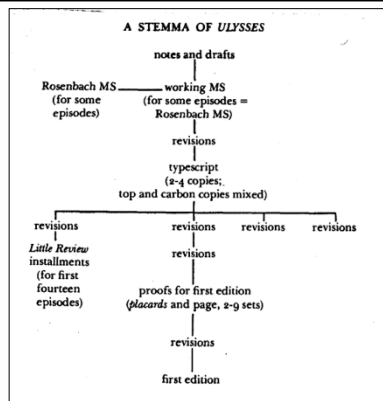 A STEMMA OF ULYSSES
notes and drafts
Rosenbach MS
(for some
episodes)
working MS
(for some episodes =
Rosenbach MS)
revisions
typescript
(2-4 copies;
top and carbon copies mixed)
revisions revisions revisions revisions
Little Review
installments
(for first
fourteen
episodes)
revisions
proofs for first edition
(placards and page, 2-9 sets)
revisions
first edition